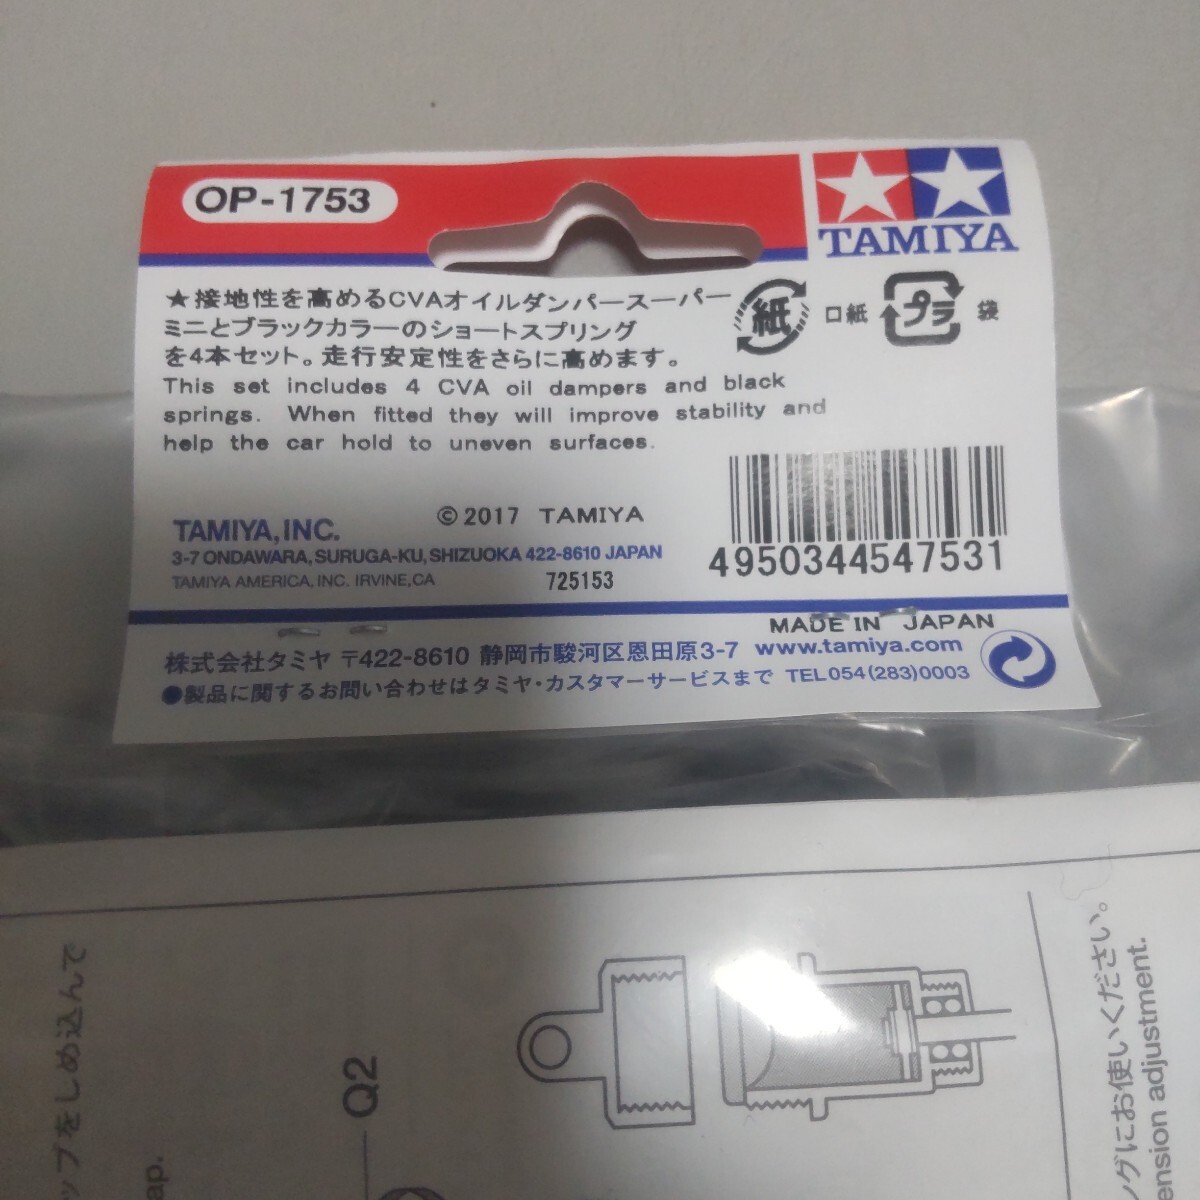 OP-1753
TAMIYA
★接地性を高めるCVAオイルダンパースーパー
ミニとブラックカラーのショートスプリング
を4本セット。走行安定性をさらに高めます。
紙 口紙 プラ 袋
This set includes 4 CVA oil dampers and black
springs. When fitted they will improve stability and
help the car hold to uneven surfaces.
©2017 TAMIYA
TAMIYA, INC.
3-7 ONDAWARA, SURUGA-KU, SHIZUOKA 422-8610 JAPAN
TAMIYA AMERICA, INC. IRVINE, CA 725153
4950344547531
MADE IN JAPAN
株式会社タミヤ 〒422-8610 静岡市駿河区恩田原3-7 www.tamiya.com
●製品に関するお問い合わせはタミヤ・カスタマーサービスまで TEL 054(283)0003
ップをしめ込んで
ap.
Q2
グにお使いください。
ension adjustment.